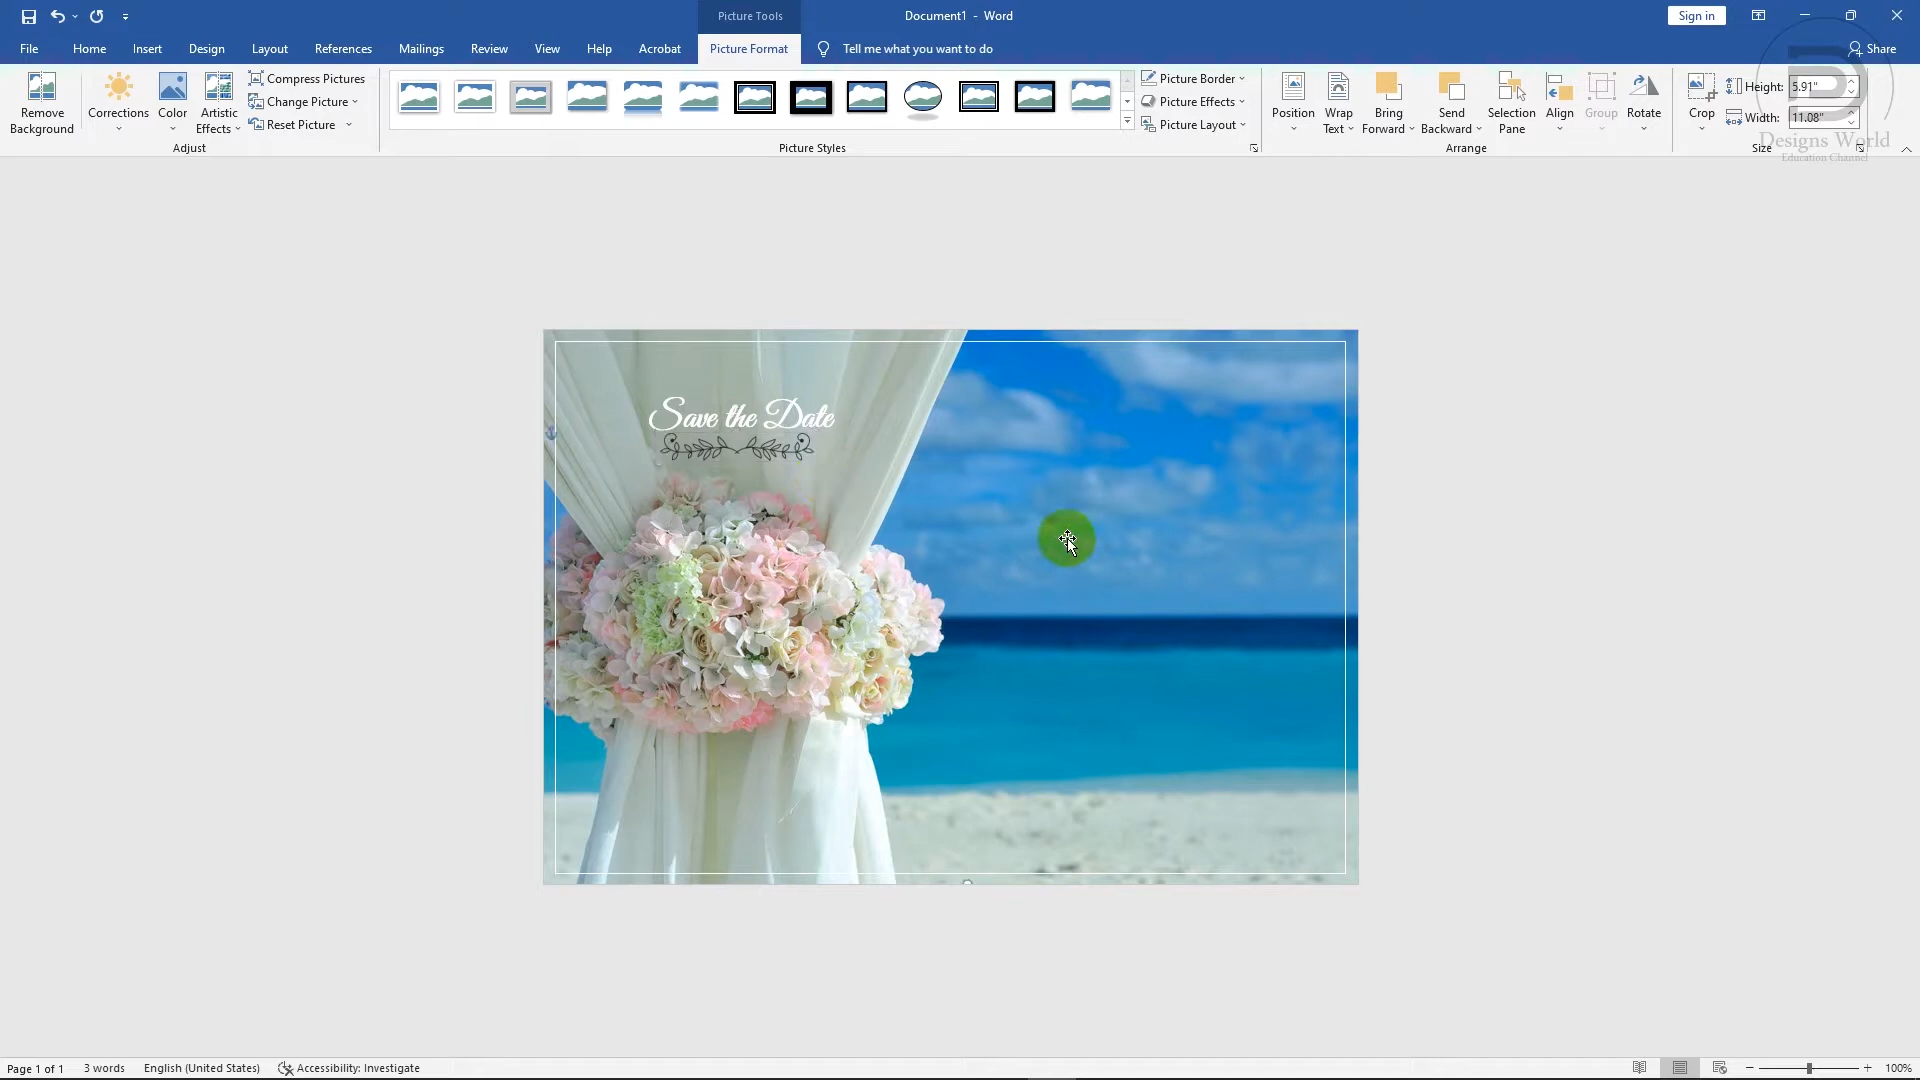 Picture Tools
Document1 - Word
Sign in
File Home Insert Design Layout References Mailings Review View Help Acrobat Picture Format Tell me what you want to do Share
Remove Background
Corrections
Color
Artistic Effects
Compress Pictures
Change Picture
Reset Picture
Adjust
Picture Styles
Picture Border
Picture Effects
Picture Layout
Position
Wrap Text
Bring Forward
Send Backward
Selection Pane
Align
Group
Rotate
Arrange
Crop
Height: 5.91"
Width: 11.08"
Size
Designs World
Education Channel
Save the Date
Page 1 of 1 3 words English (United States) Accessibility: Investigate 100%